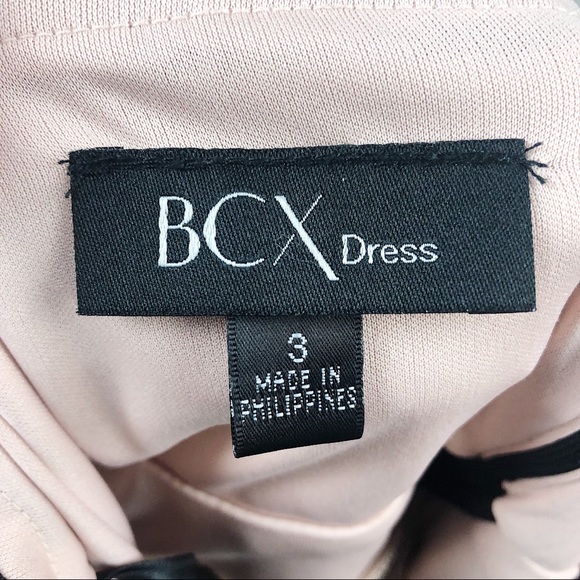 BCX Dress
3
MADE IN
PHILIPPINES